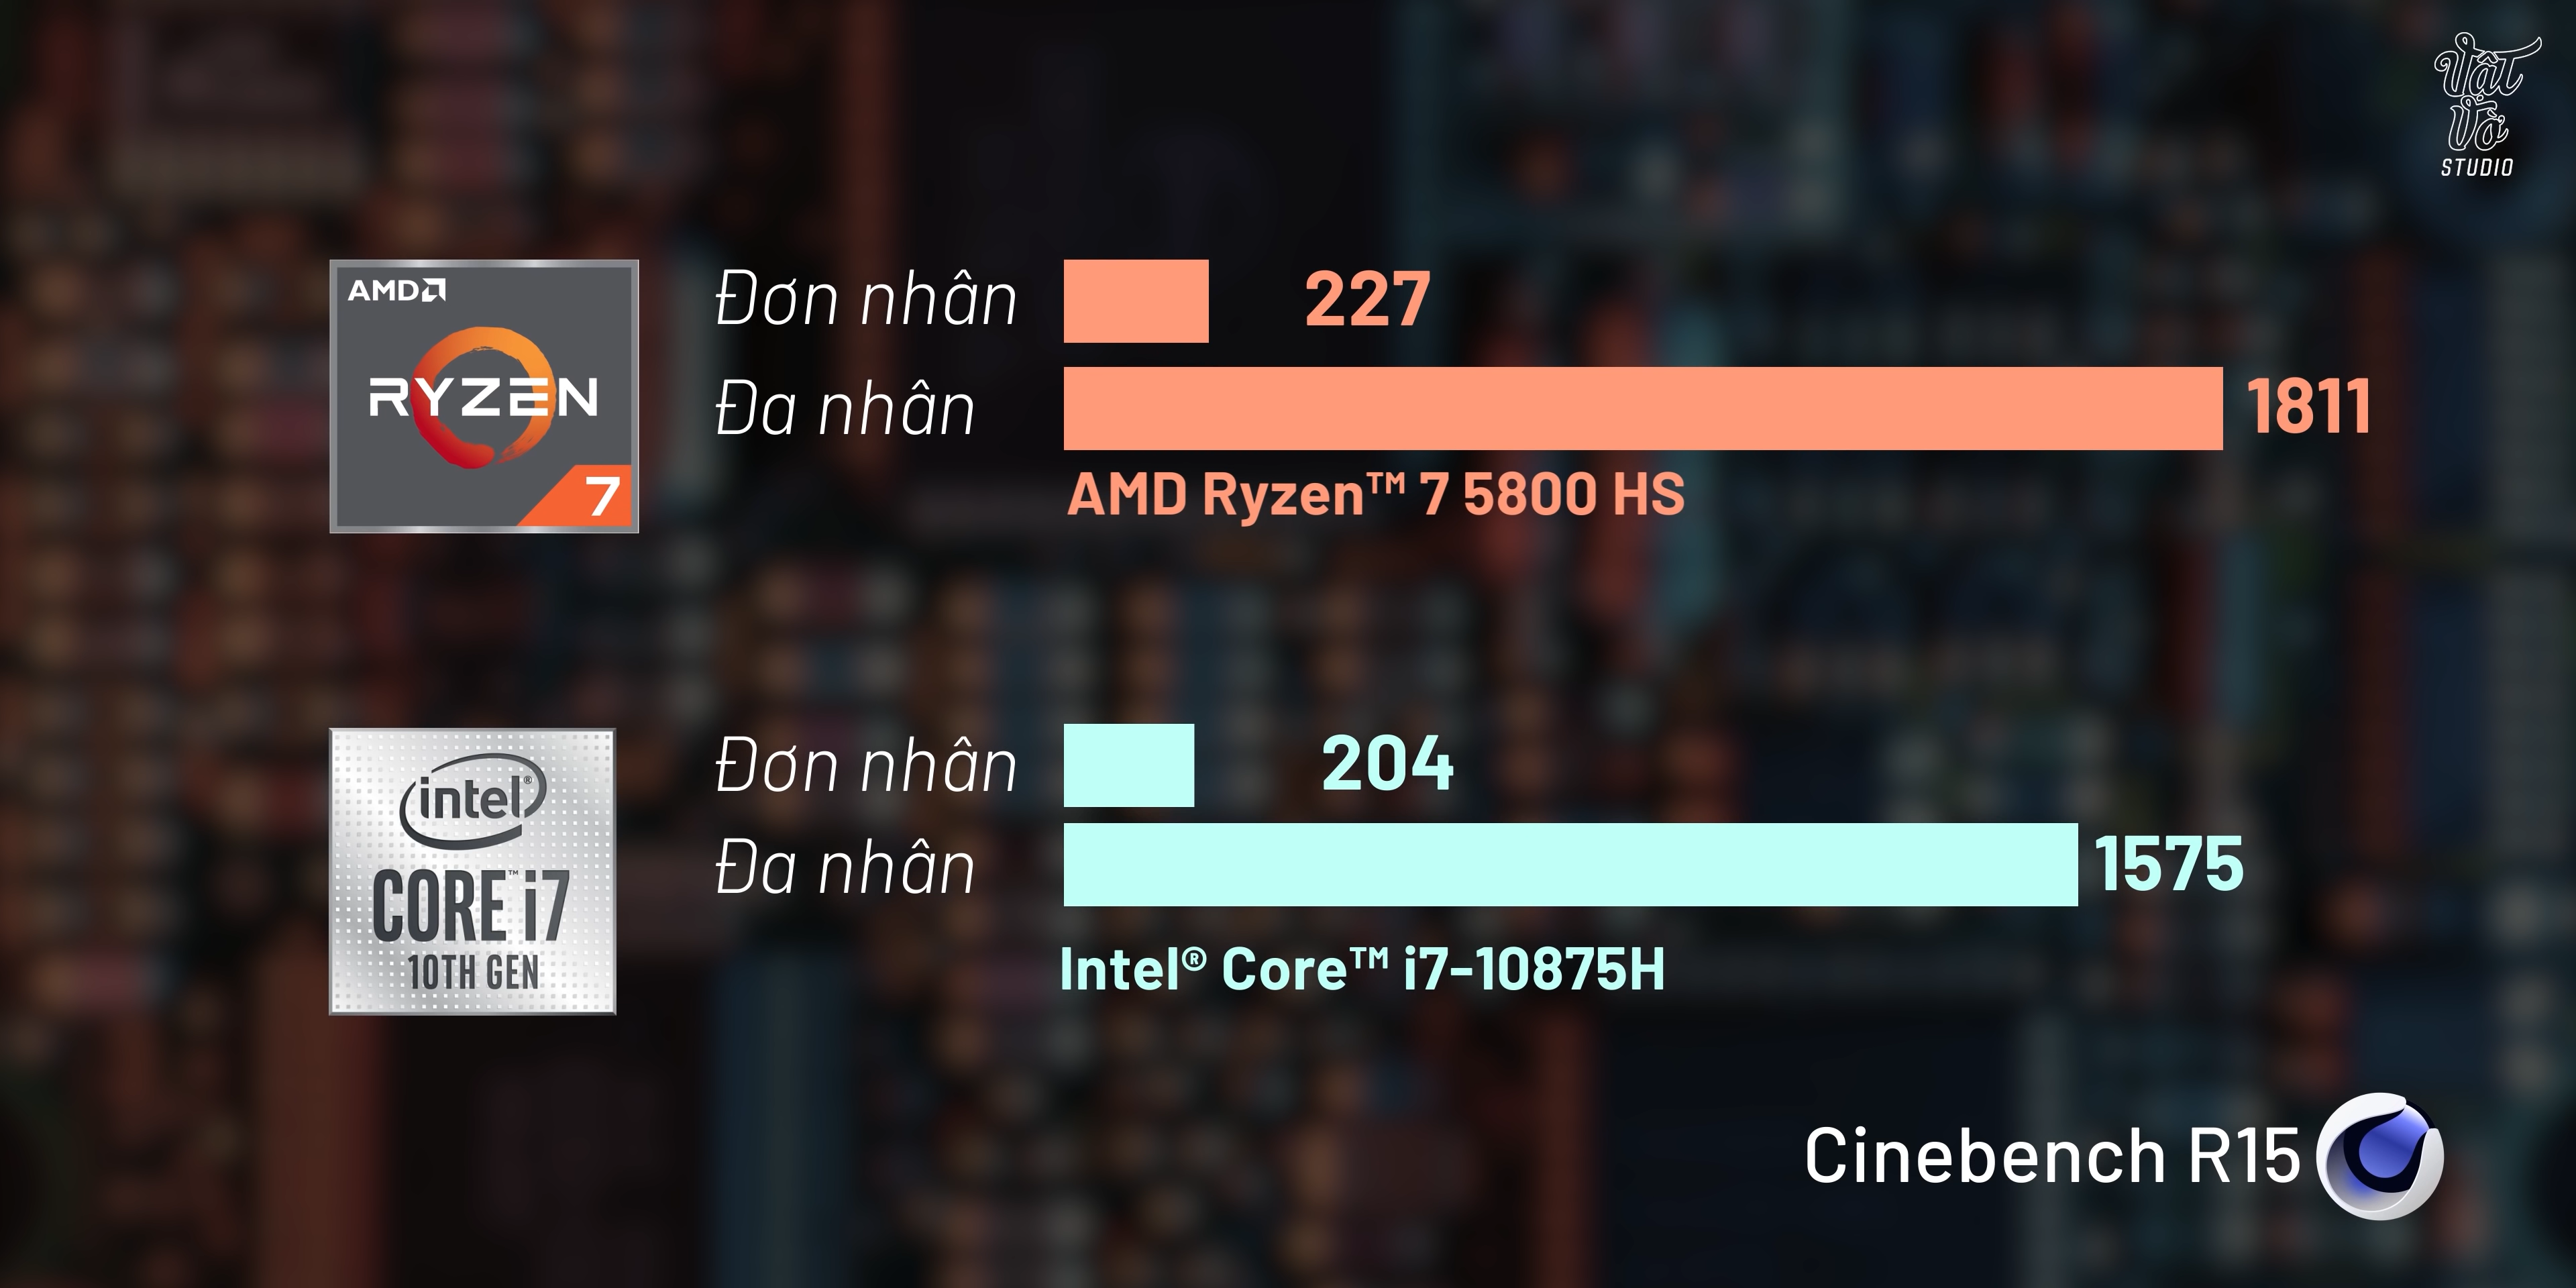 Vật
Vờ
STUDIO
AMD
RYZEN
7
Đơn nhân 227
Đa nhân 1811
AMD Ryzen™ 7 5800 HS
intel®
CORE™ i7
10TH GEN
Đơn nhân 204
Đa nhân 1575
Intel® Core™ i7-10875H
Cinebench R15